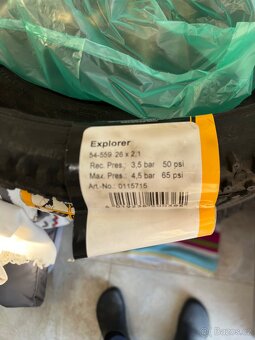 Explorer
54-559 26 x 2,1
Rec. Pres.: 3,5 bar 50 psi
Max. Pres.: 4,5 bar 65 psi
Art.-No.: 0115715